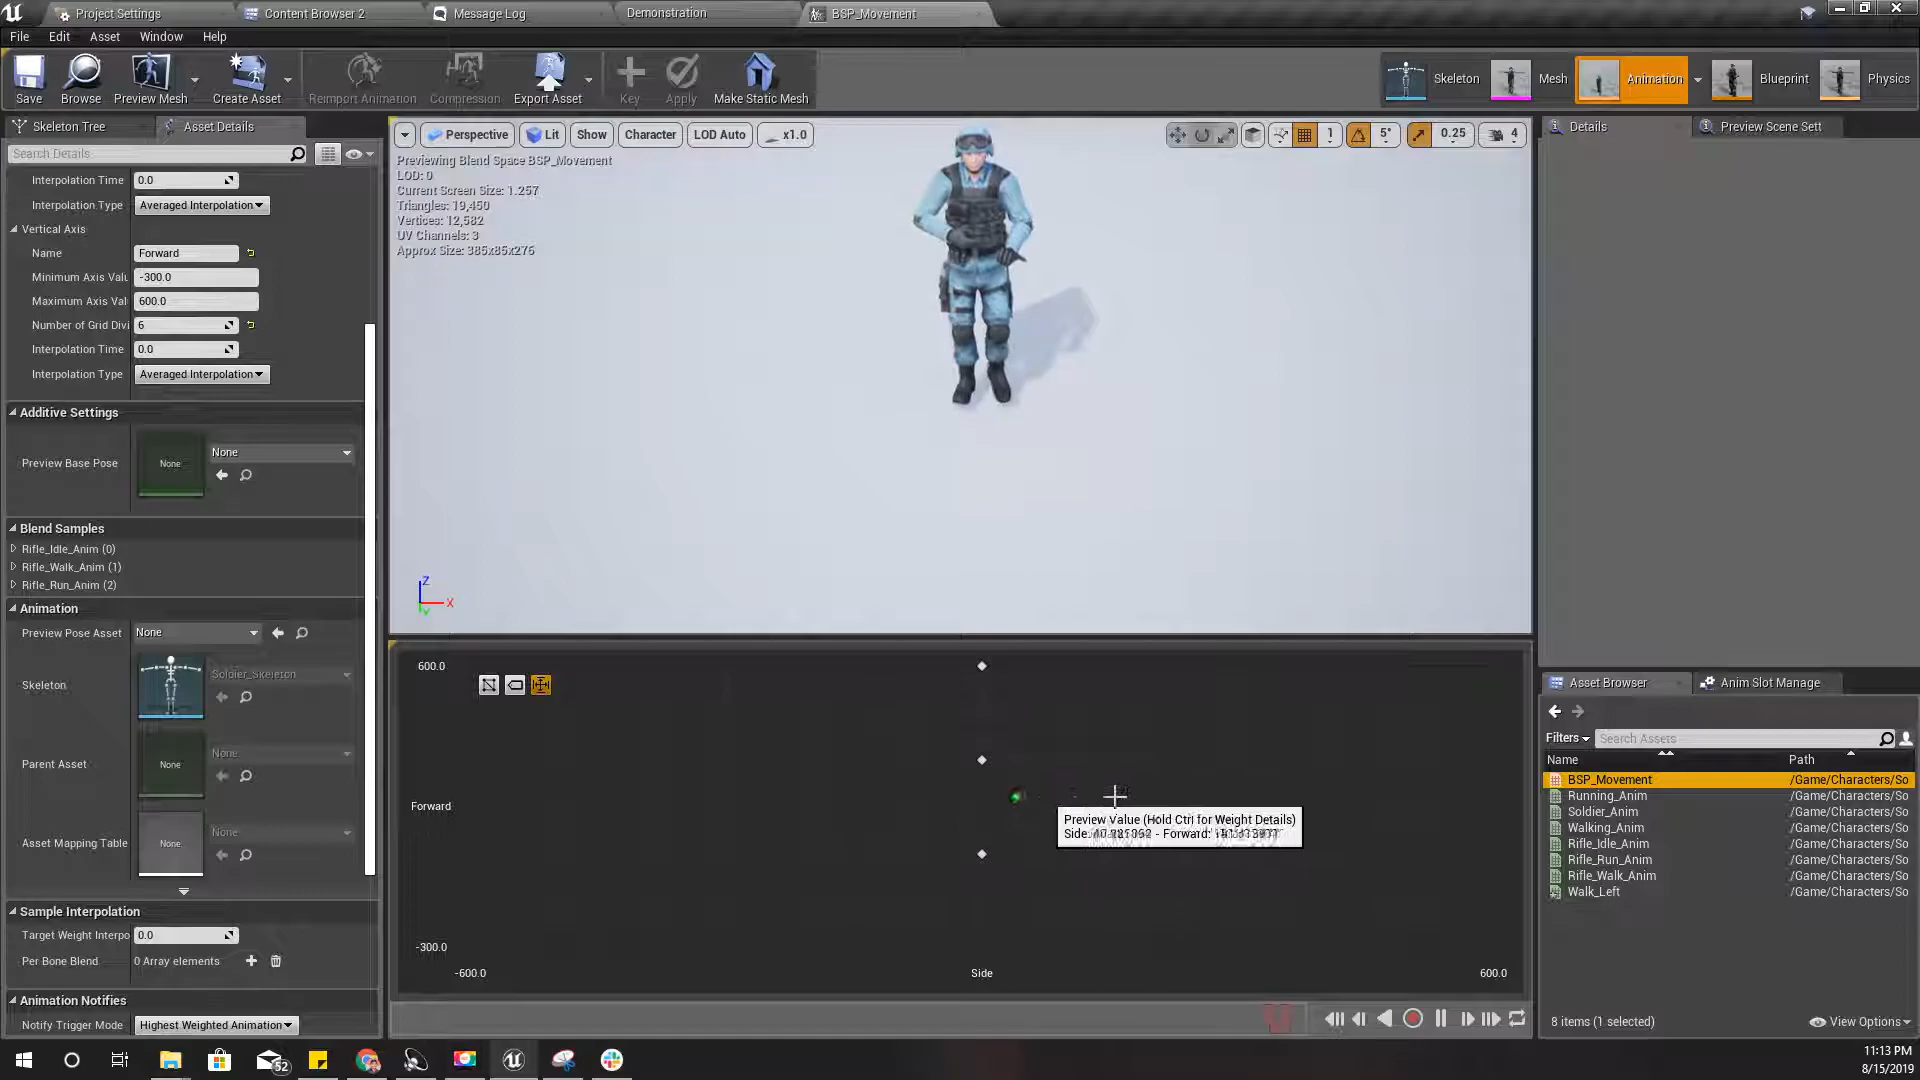 Project Settings
Content Browser 2
Message Log
Demonstration
BSP_Movement
File
Edit
Asset
Window
Help
Save
Browse
Preview Mesh
Create Asset
Reimport Animation
Compression
Export Asset
Key
Apply
Make Static Mesh
Skeleton
Mesh
Animation
Blueprint
Physics
Skeleton Tree
Asset Details
Search Details
Interpolation Time
0.0
Interpolation Type
Averaged Interpolation
Vertical Axis
Name
Forward
Minimum Axis Valu
-300.0
Maximum Axis Val
600.0
Number of Grid Divi
6
Interpolation Time
0.0
Interpolation Type
Averaged Interpolation
Additive Settings
Preview Base Pose
None
None
Blend Samples
Rifle_Idle_Anim (0)
Rifle_Walk_Anim (1)
Rifle_Run_Anim (2)
Animation
Preview Pose Asset
None
Skeleton
Soldier_Skeleton
Parent Asset
None
None
Asset Mapping Table
None
None
Sample Interpolation
Target Weight Interpo
0.0
Per Bone Blend
0 Array elements
Animation Notifies
Notify Trigger Mode
Highest Weighted Animation
Perspective
Lit
Show
Character
LOD Auto
x1.0
1
5°
0.25
4
Previewing Blend Space BSP_Movement
LOD: 0
Current Screen Size: 1.257
Triangles: 19,450
Vertices: 12,582
UV Channels: 3
Approx Size: 385x85x276
Z
X
Y
600.0
Forward
-300.0
-600.0
Side
600.0
Preview Value (Hold Ctrl for Weight Details)
Side: - Forward:
Details
Preview Scene Sett
Asset Browser
Anim Slot Manage
Filters
Search Assets
Name
Path
BSP_Movement
/Game/Characters/So
Running_Anim
/Game/Characters/So
Soldier_Anim
/Game/Characters/So
Walking_Anim
/Game/Characters/So
Rifle_Idle_Anim
/Game/Characters/So
Rifle_Run_Anim
/Game/Characters/So
Rifle_Walk_Anim
/Game/Characters/So
Walk_Left
/Game/Characters/So
8 items (1 selected)
View Options
52
11:13 PM
8/15/2019